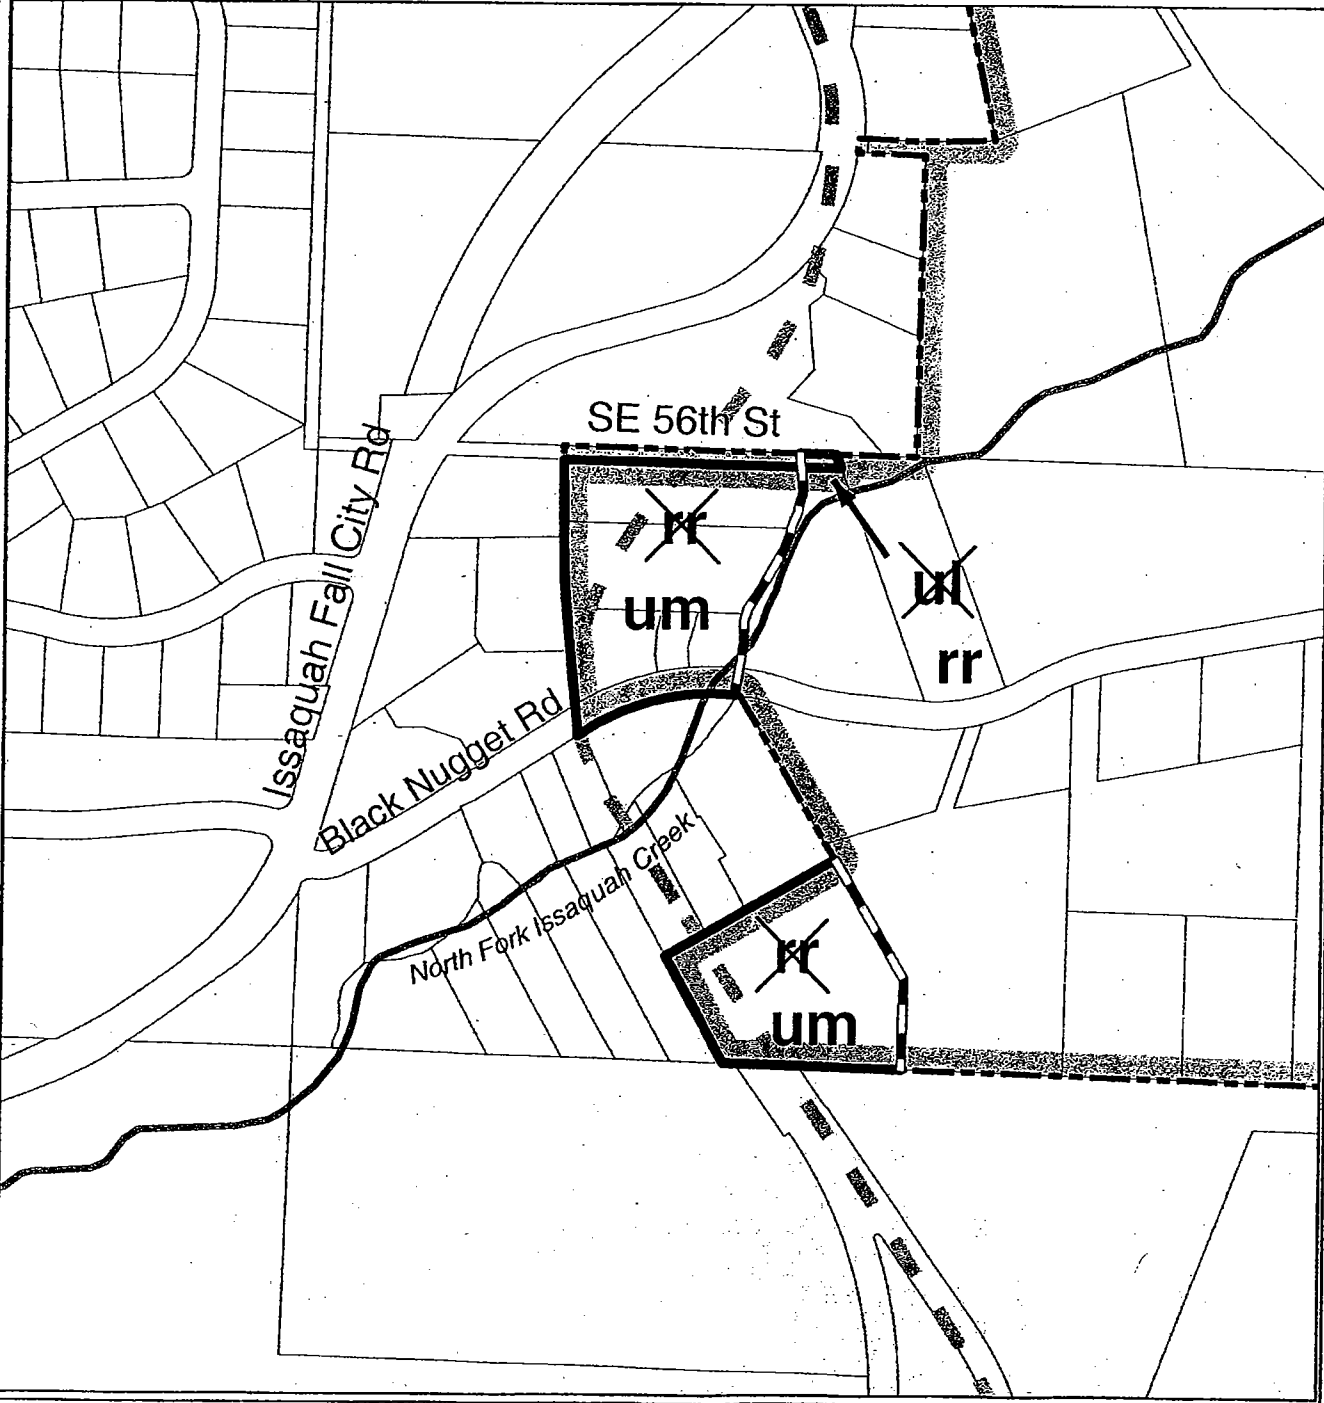 SE 56th St
rr
um
ul
rr
Issaquah Fall City Rd
Black Nugget Rd
North Fork Issaquah Creek
rr
um